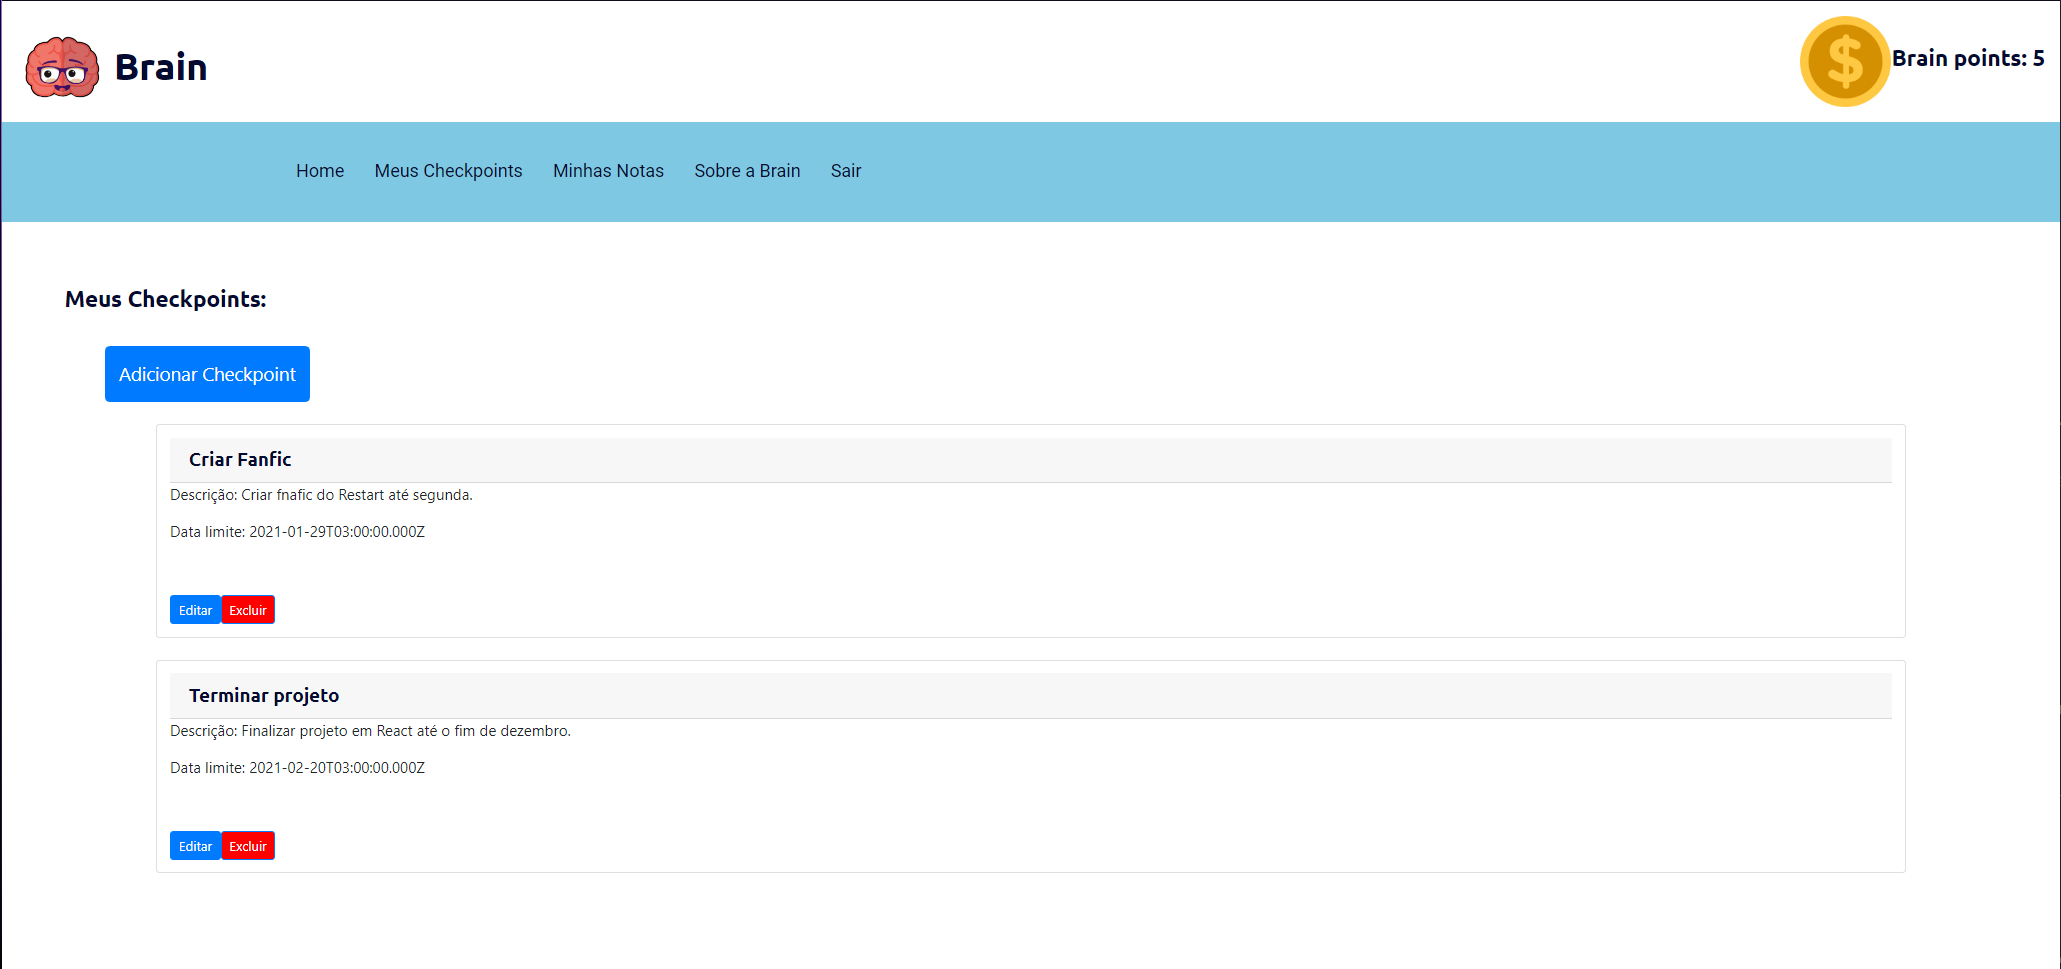 Brain
$
Brain points: 5
Home Meus Checkpoints Minhas Notas Sobre a Brain Sair
Meus Checkpoints:
Adicionar Checkpoint
Criar Fanfic
Descrição: Criar fnafic do Restart até segunda.
Data limite: 2021-01-29T03:00:00.000Z
Editar Excluir
Terminar projeto
Descrição: Finalizar projeto em React até o fim de dezembro.
Data limite: 2021-02-20T03:00:00.000Z
Editar Excluir